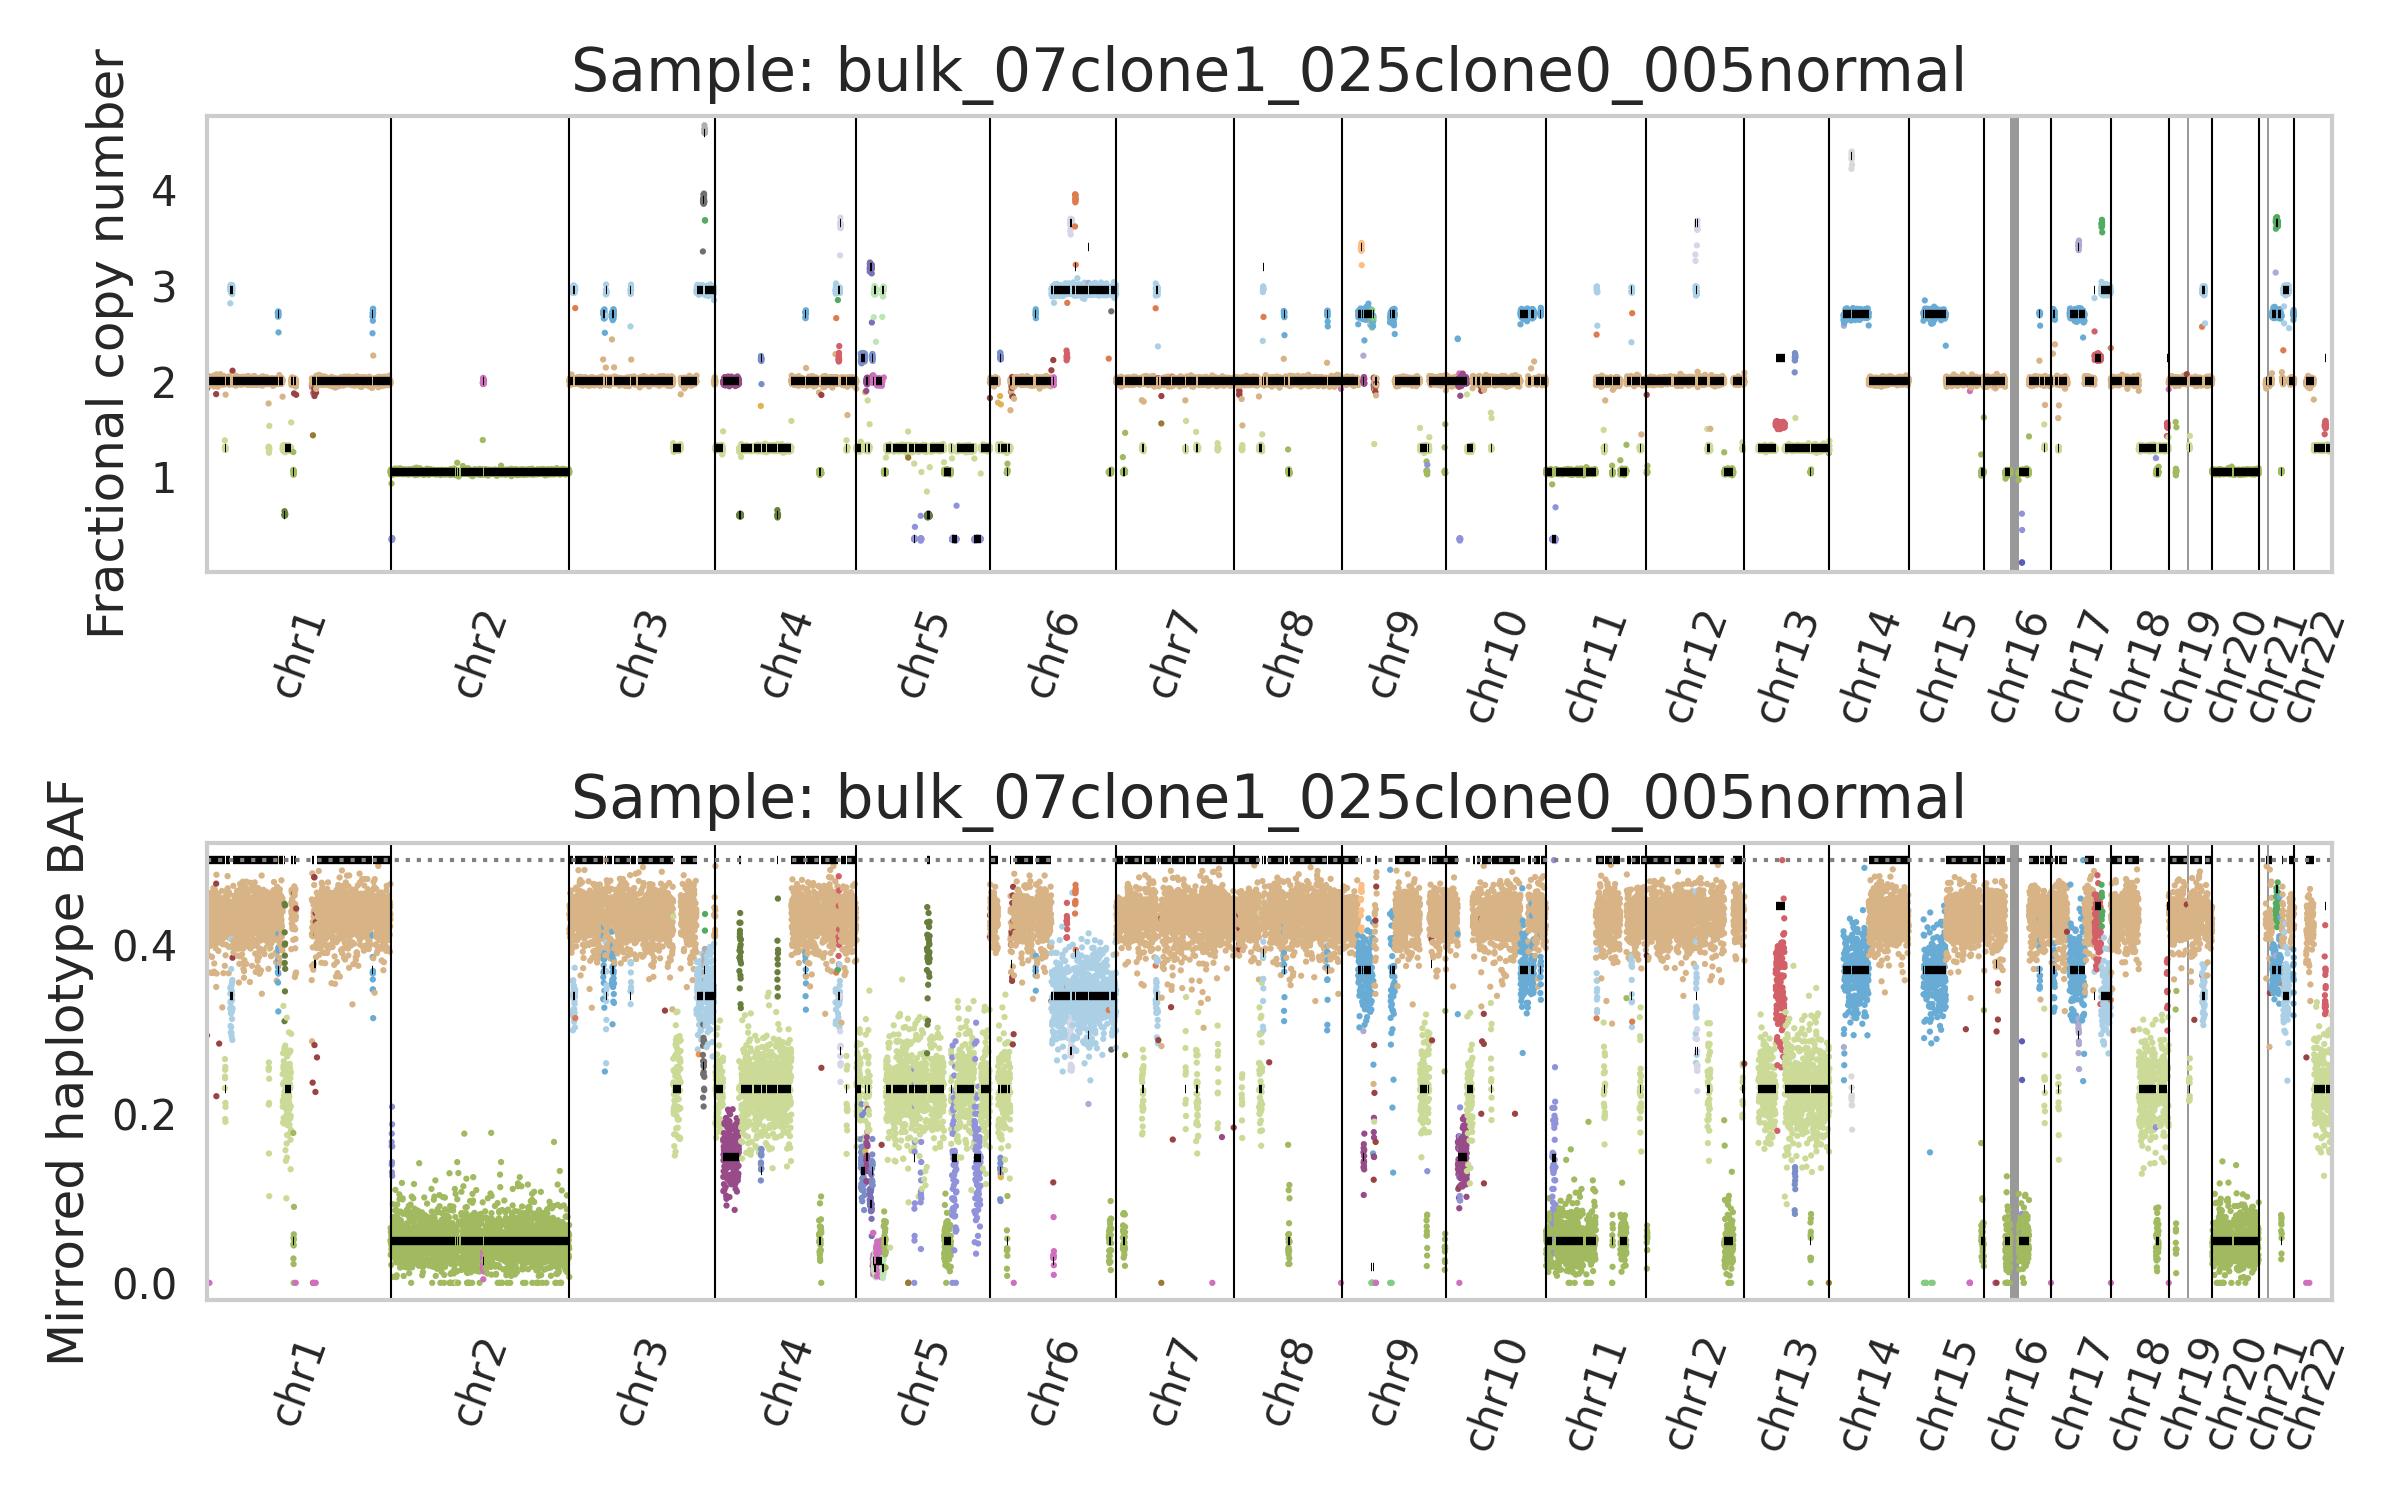 Sample: bulk_07clone1_025clone0_005normal
Fractional copy number
4
3
2
1
chr1 chr2 chr3 chr4 chr5 chr6 chr7 chr8 chr9 chr10 chr11 chr12 chr13 chr14 chr15 chr16 chr17 chr18 chr19 chr20 chr21 chr22
Sample: bulk_07clone1_025clone0_005normal
Mirrored haplotype BAF
0.4
0.2
0.0
chr1 chr2 chr3 chr4 chr5 chr6 chr7 chr8 chr9 chr10 chr11 chr12 chr13 chr14 chr15 chr16 chr17 chr18 chr19 chr20 chr21 chr22